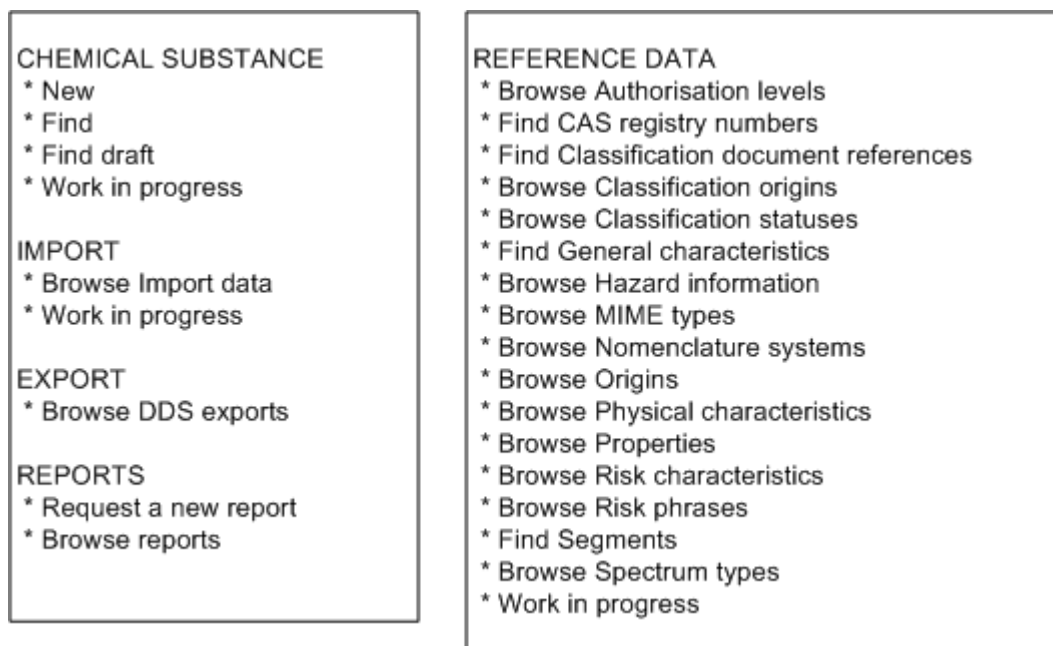 CHEMICAL SUBSTANCE
* New
* Find
* Find draft
* Work in progress
IMPORT
* Browse Import data
* Work in progress
EXPORT
* Browse DDS exports
REPORTS
* Request a new report
* Browse reports
REFERENCE DATA
* Browse Authorisation levels
* Find CAS registry numbers
* Find Classification document references
* Browse Classification origins
* Browse Classification statuses
* Find General characteristics
* Browse Hazard information
* Browse MIME types
* Browse Nomenclature systems
* Browse Origins
* Browse Physical characteristics
* Browse Properties
* Browse Risk characteristics
* Browse Risk phrases
* Find Segments
* Browse Spectrum types
* Work in progress